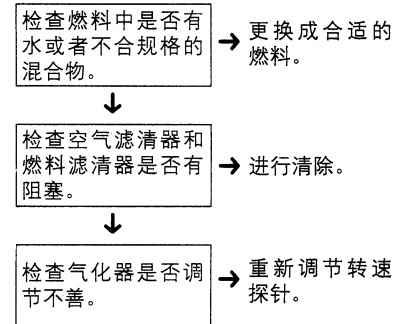 检查燃料中是否有
水或者不合规格的
混合物。
更换成合适的
燃料。
检查空气滤清器和
燃料滤清器是否有
阻塞。
进行清除。
检查气化器是否调
节不善。
重新调节转速
探针。